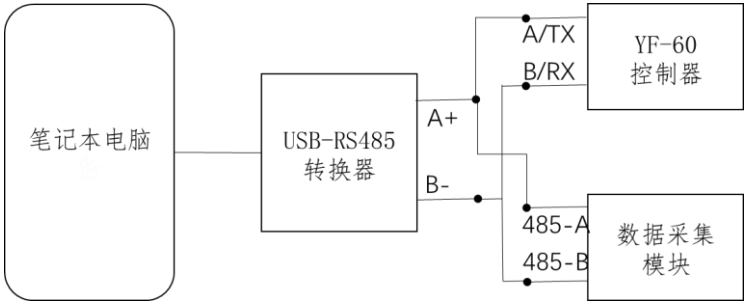 笔记本电脑
USB-RS485
转换器
A+
B-
A/TX
B/RX
YF-60
控制器
485-A
485-B
数据采集
模块